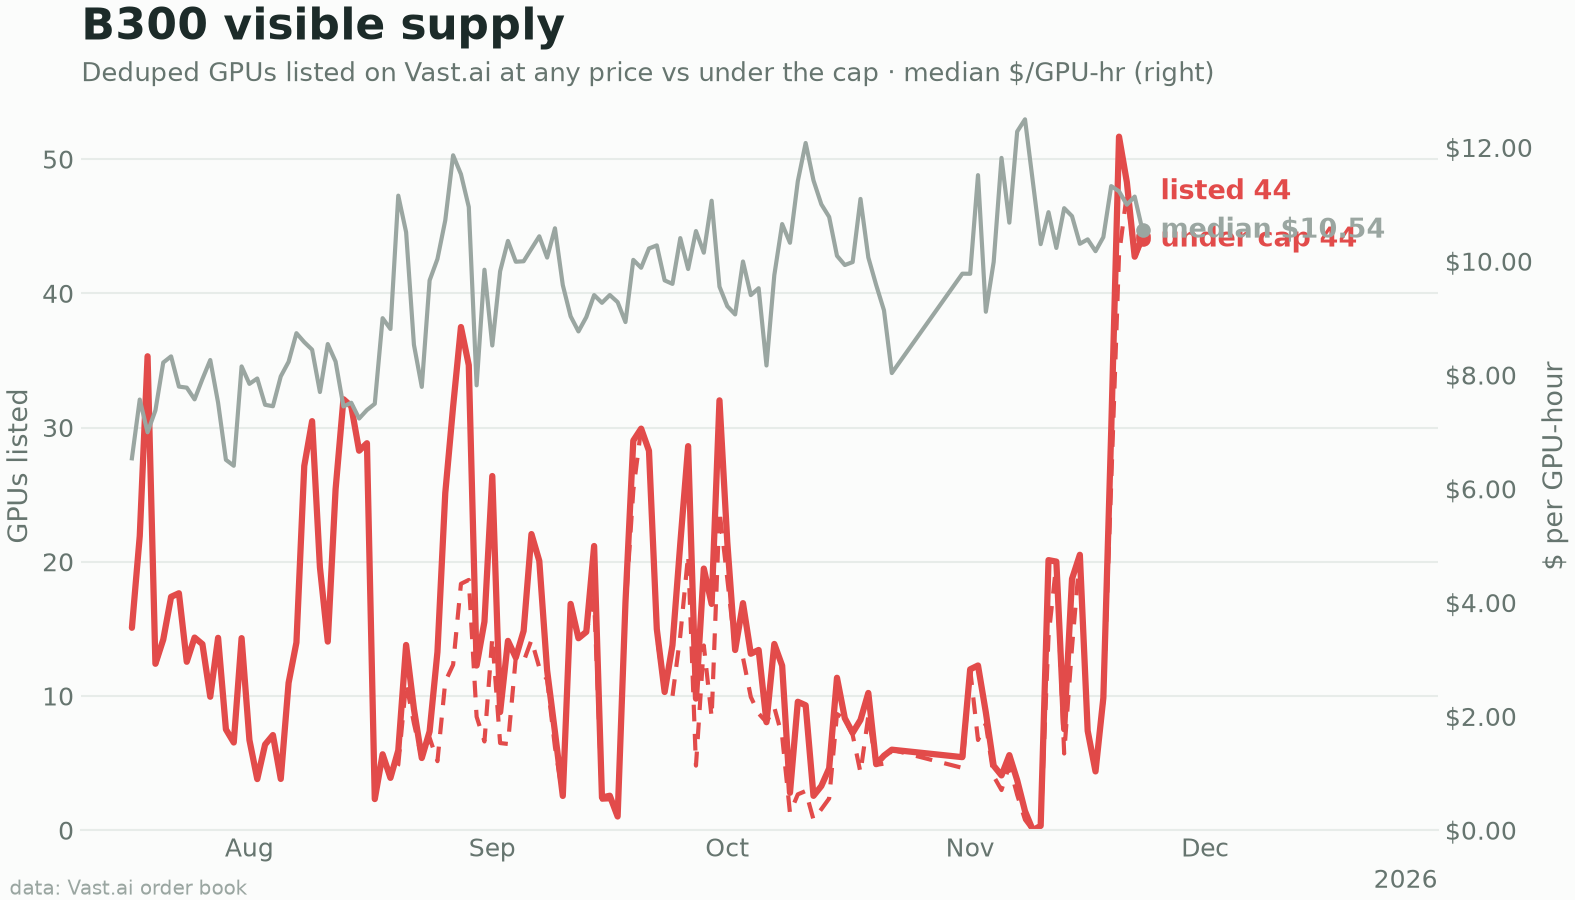 B300 visible supply
Deduped GPUs listed on Vast.ai at any price vs under the cap · median $/GPU-hr (right)
GPUs listed
50
40
30
20
10
0
$12.00
$10.00
$8.00
$6.00
$4.00
$2.00
$0.00
$ per GPU-hour
listed 44
median $10.54
under cap 44
Aug
Sep
Oct
Nov
Dec
2026
data: Vast.ai order book